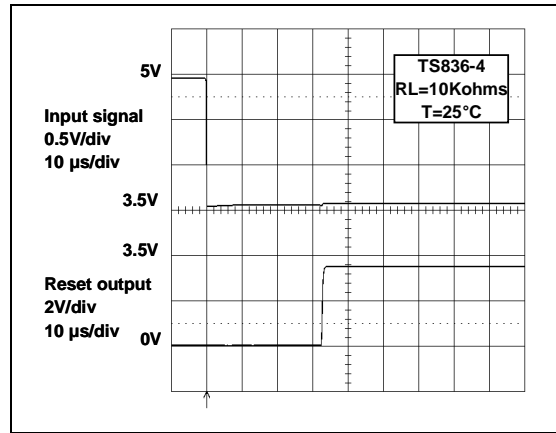 5V
TS836-4
RL=10Kohms
T=25°C
Input signal
0.5V/div
10 µs/div
3.5V
3.5V
Reset output
2V/div
10 µs/div
0V